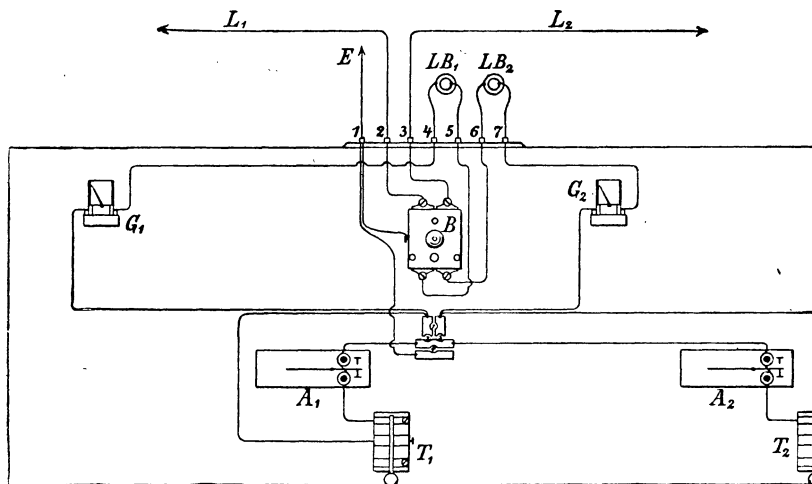 L₁ L₂
E LB₁ LB₂
1 2 3 4 5 6 7
G₁ B G₂
T T
I I
A₁ A₂
T₁ T₂